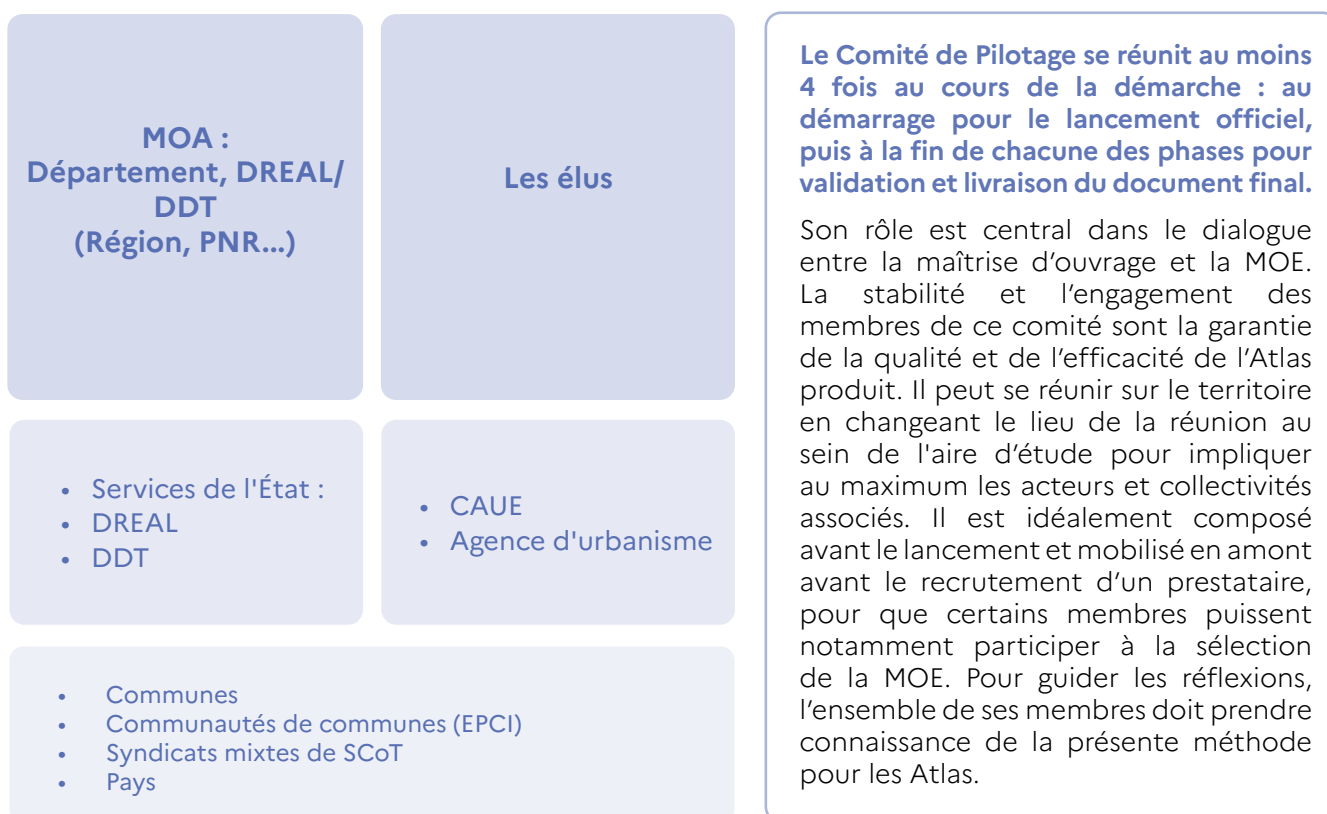 MOA :
Département, DREAL/
DDT
(Région, PNR...)
Les élus
• Services de l'État :
• DREAL
• DDT
• CAUE
• Agence d'urbanisme
• Communes
• Communautés de communes (EPCI)
• Syndicats mixtes de SCoT
• Pays
Le Comité de Pilotage se réunit au moins
4 fois au cours de la démarche : au
démarrage pour le lancement officiel,
puis à la fin de chacune des phases pour
validation et livraison du document final.
Son rôle est central dans le dialogue
entre la maîtrise d’ouvrage et la MOE.
La stabilité et l’engagement des
membres de ce comité sont la garantie
de la qualité et de l’efficacité de l’Atlas
produit. Il peut se réunir sur le territoire
en changeant le lieu de la réunion au
sein de l'aire d’étude pour impliquer
au maximum les acteurs et collectivités
associés. Il est idéalement composé
avant le lancement et mobilisé en amont
avant le recrutement d’un prestataire,
pour que certains membres puissent
notamment participer à la sélection
de la MOE. Pour guider les réflexions,
l’ensemble de ses membres doit prendre
connaissance de la présente méthode
pour les Atlas.